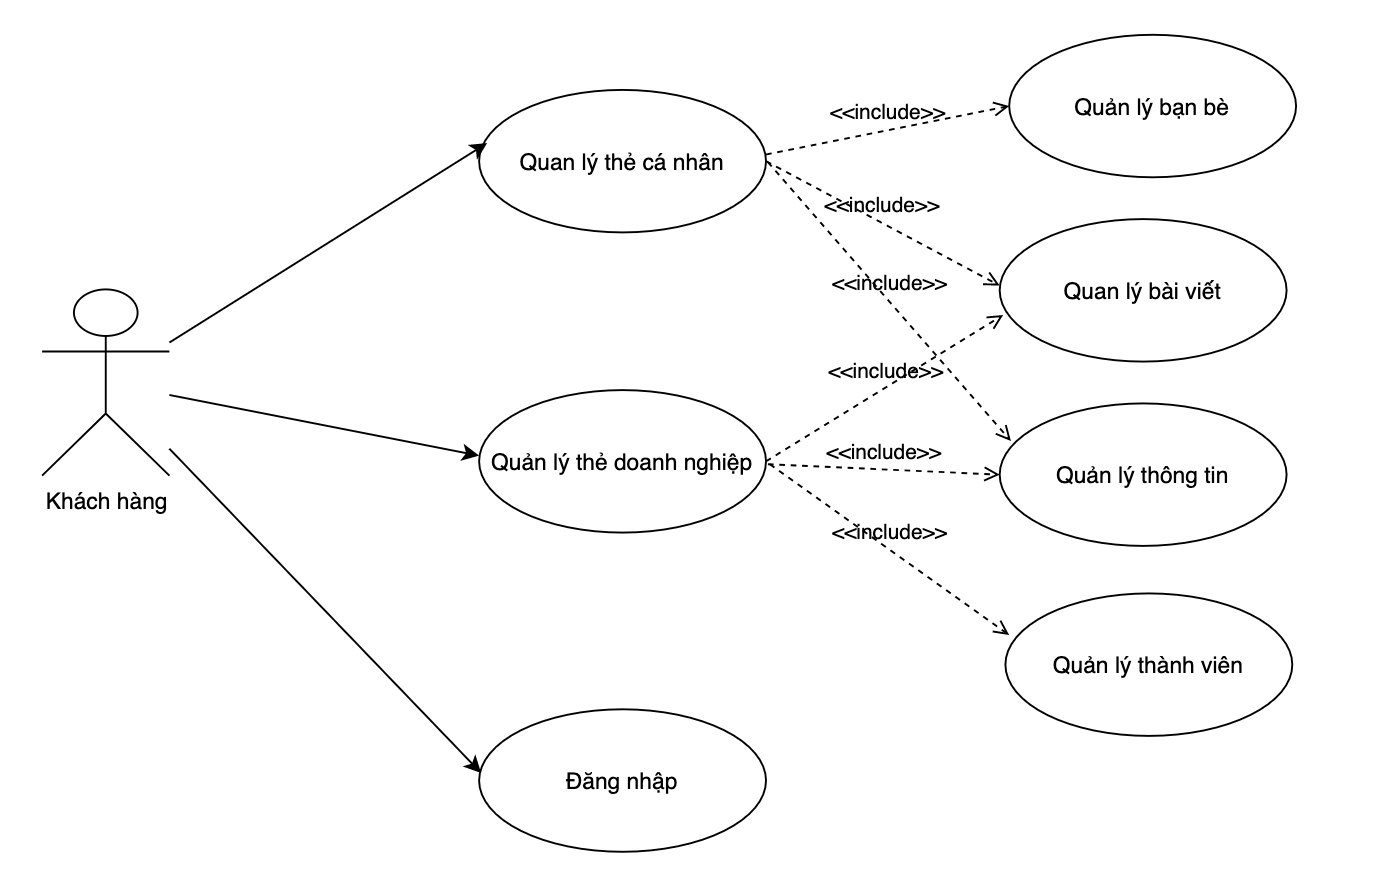 <<include>>
Quản lý bạn bè
Quan lý thẻ cá nhân
<<include>>
<<include>>
Quan lý bài viết
<<include>>
Quản lý thẻ doanh nghiệp
<<include>>
Quản lý thông tin
Khách hàng
<<include>>
Quản lý thành viên
Đăng nhập